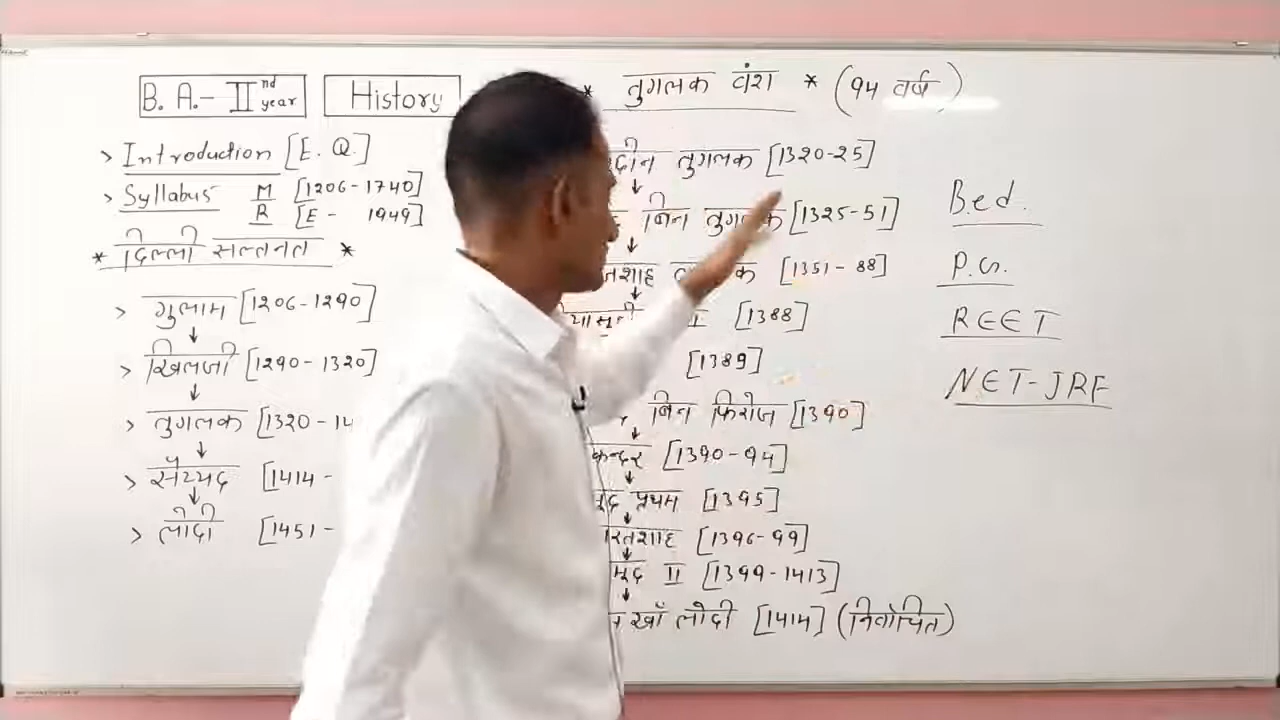 B. A.- II nd year
History
> Introduction [E. Q.]
> Syllabus M [1206-1740]
R [E - 1949]
* दिल्ली सल्तनत *
> गुलाम [1206-1290]
↓
> खिलजी [1290-1320]
↓
> तुगलक [1320-14
↓
> सैय्यद [1414 -
↓
> लोदी [1451 -
* तुगलक वंश * (94 वर्ष)
तुगलक [1320-25]
↓
बिन तुगलक [1325-51]
↓
[1351-88]
↓
[1388]
[1389]
बिन फिरोज [1390]
↓
[1390-94]
↓
प्रथम [1395]
↓
[1396-99]
↓
II [1399-1413]
↓
खाँ लोदी [1414] (निर्वाचित)
B.ed.
P.G.
REET
NET-JRF